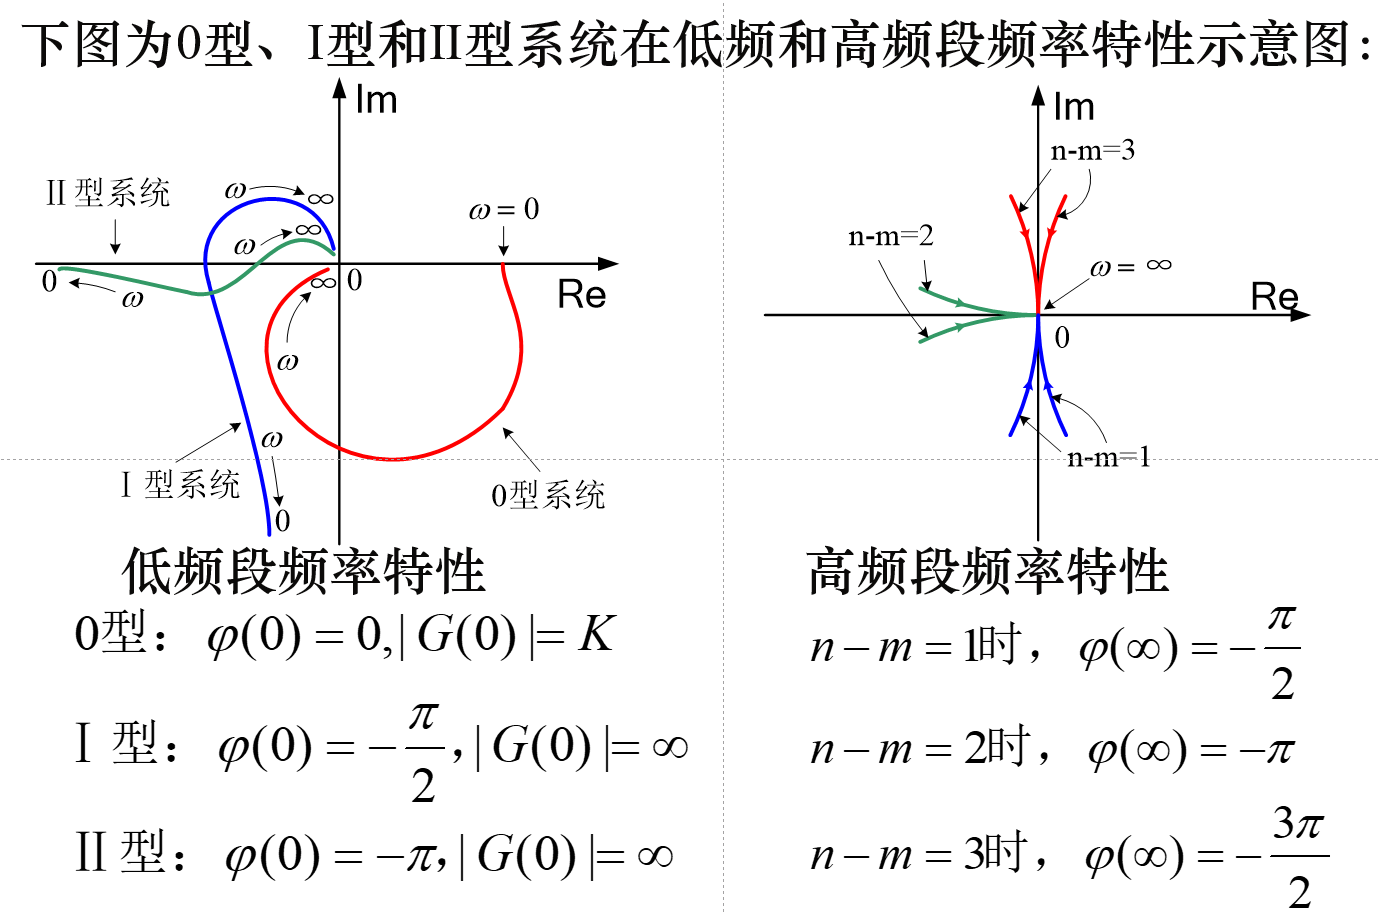 下图为0型、I型和II型系统在低频和高频段频率特性示意图：
Im
II 型系统
ω
∞
ω
∞
ω = 0
0
ω
∞
0
Re
ω
ω
I 型系统
0
0型系统
低频段频率特性
0型： φ(0) = 0,| G(0) |= K
I 型： φ(0) = −π/2，| G(0) |= ∞
II 型： φ(0) = −π，| G(0) |= ∞
Im
n-m=3
n-m=2
ω = ∞
Re
0
n-m=1
高频段频率特性
n − m = 1时， φ(∞) = −π/2
n − m = 2时， φ(∞) = −π
n − m = 3时， φ(∞) = −3π/2